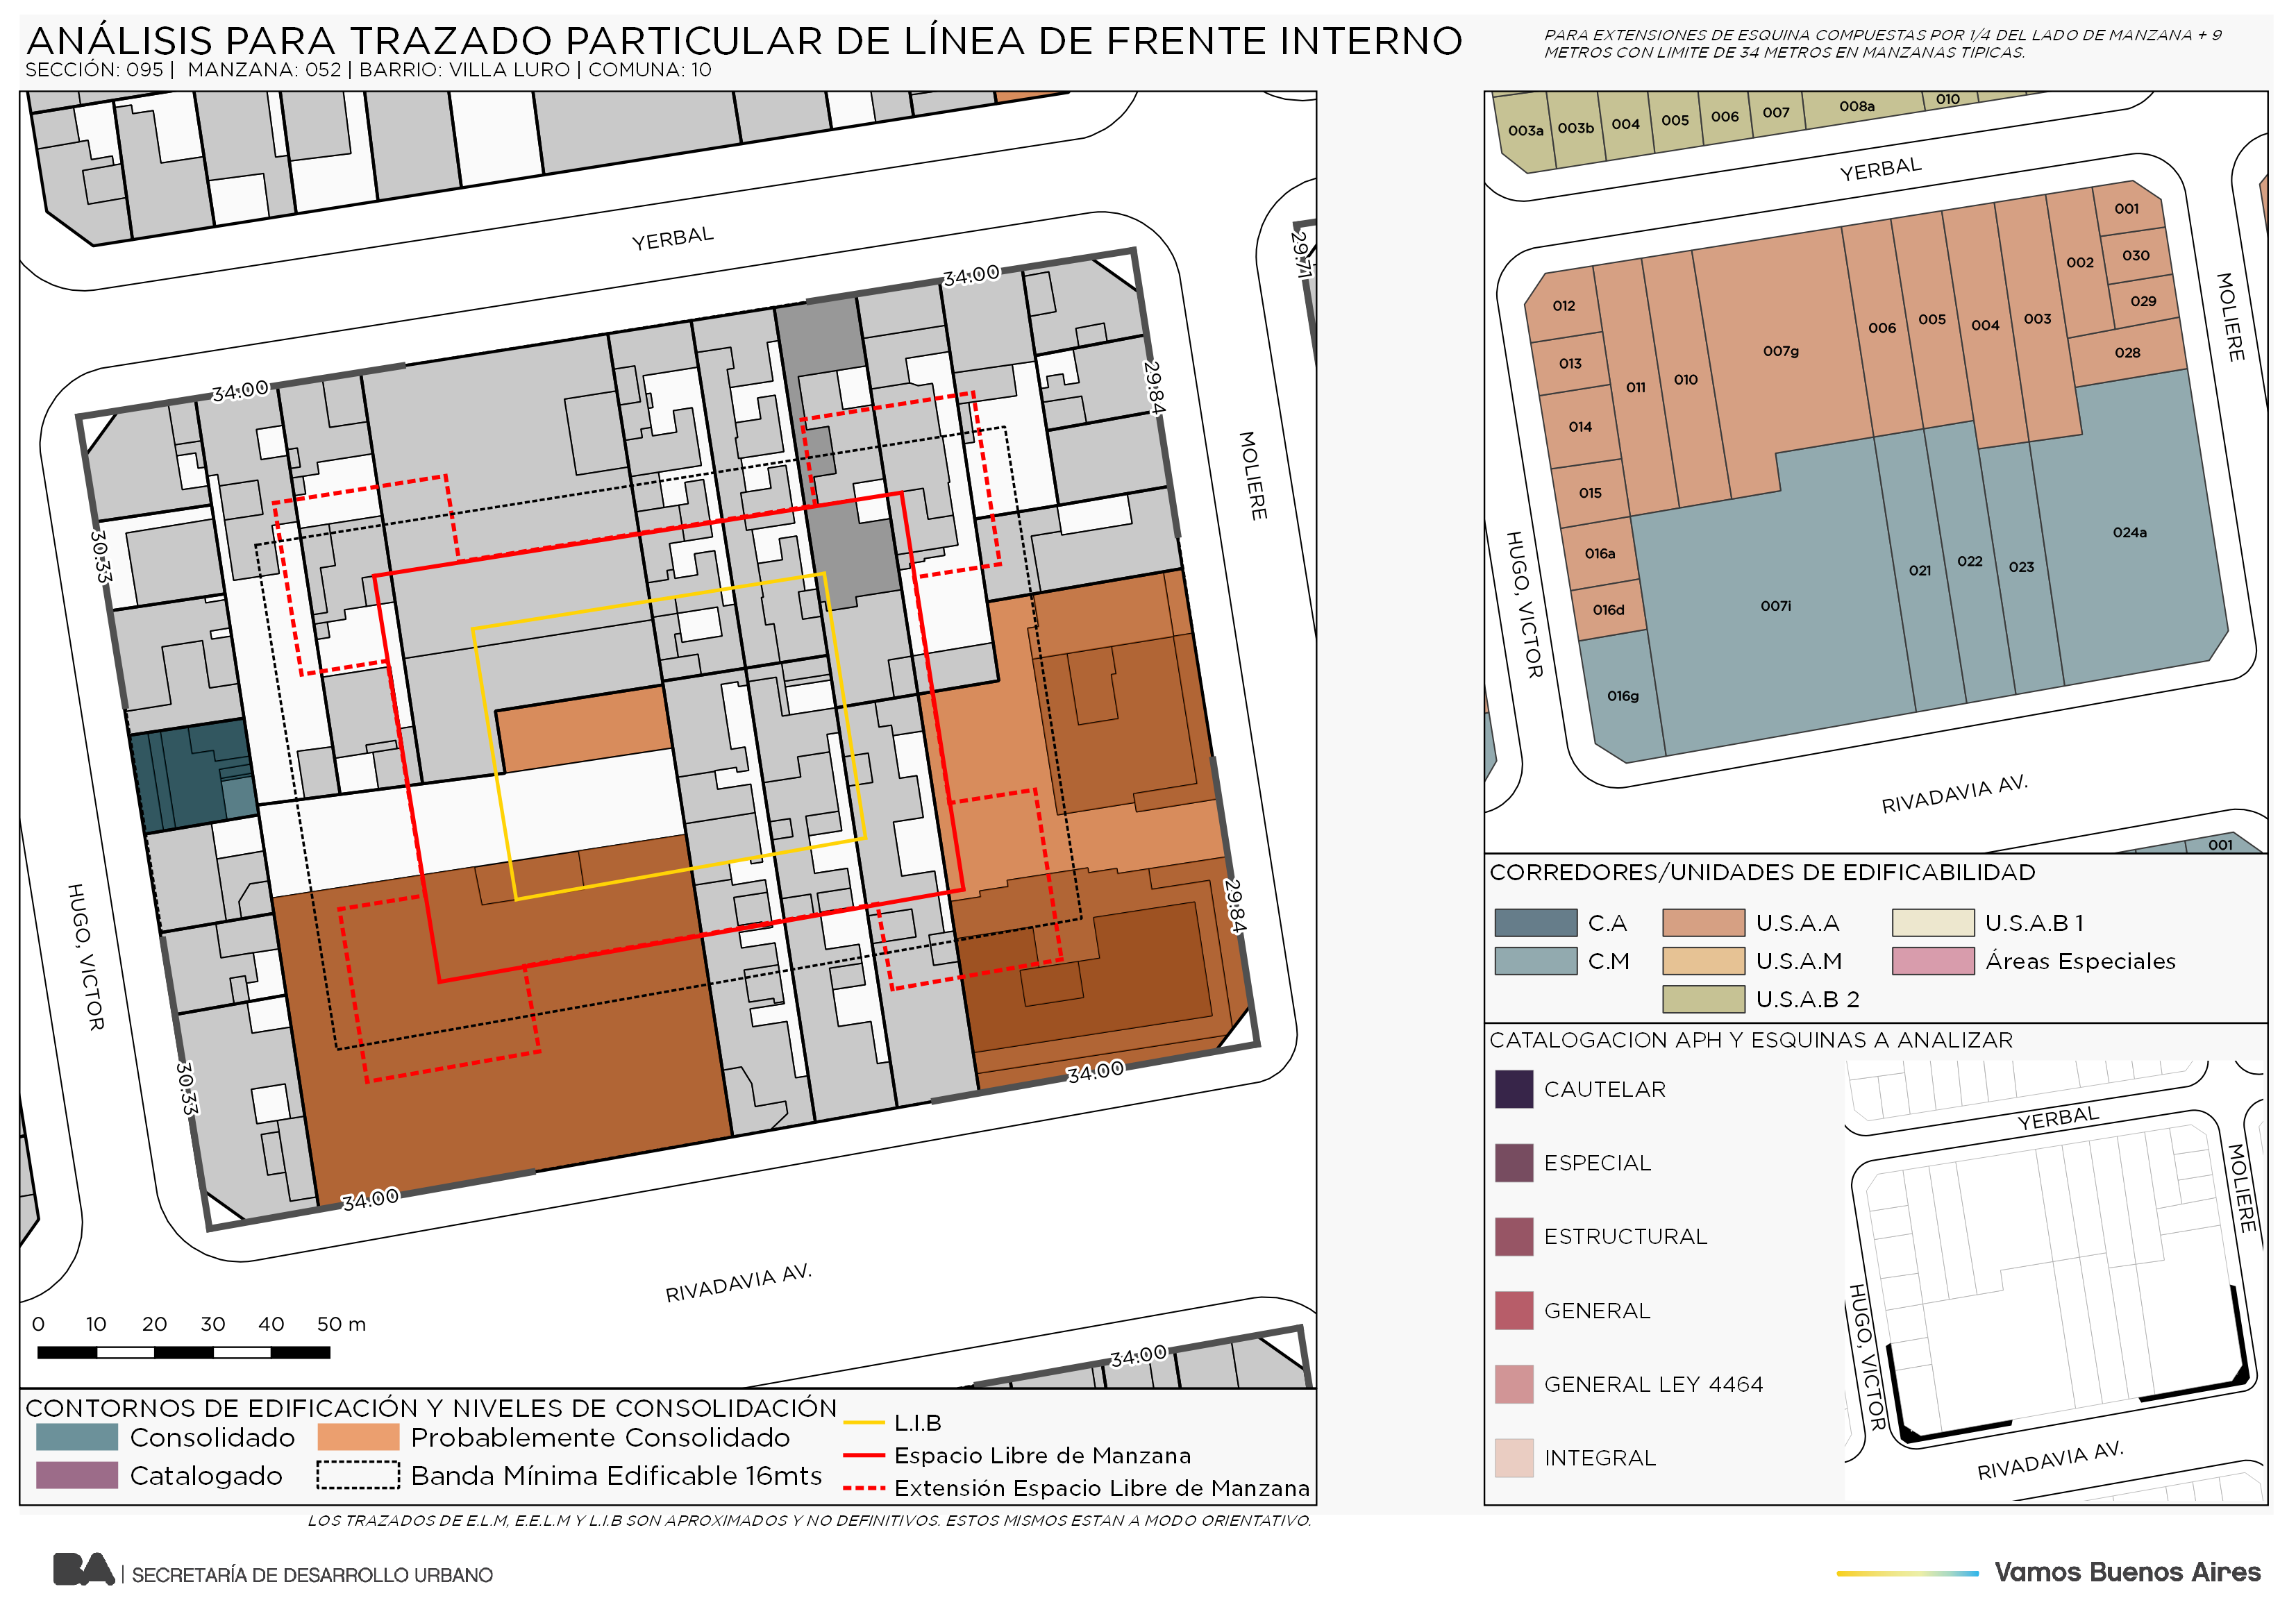 ANÁLISIS PARA TRAZADO PARTICULAR DE LÍNEA DE FRENTE INTERNO
SECCIÓN: 095 | MANZANA: 052 | BARRIO: VILLA LURO | COMUNA: 10
PARA EXTENSIONES DE ESQUINA COMPUESTAS POR 1/4 DEL LADO DE MANZANA + 9
METROS CON LIMITE DE 34 METROS EN MANZANAS TIPICAS.
YERBAL
29.71
34.00
34.00
29.84
MOLIERE
30.33
29.84
HUGO, VICTOR
30.33
34.00
34.00
RIVADAVIA AV.
34.00
0 10 20 30 40 50 m
CONTORNOS DE EDIFICACIÓN Y NIVELES DE CONSOLIDACIÓN
Consolidado
Probablemente Consolidado
Catalogado
Banda Mínima Edificable 16mts
L.I.B
Espacio Libre de Manzana
Extensión Espacio Libre de Manzana
LOS TRAZADOS DE E.L.M, E.E.L.M Y L.I.B SON APROXIMADOS Y NO DEFINITIVOS. ESTOS MISMOS ESTAN A MODO ORIENTATIVO.
003a 003b 004 005 006 007 008a 010
YERBAL
001
002 030
012 029
013 011 010 007g 006 005 004 003 028
MOLIERE
014
015
016a
016d
007i 021 022 023 024a
016g
HUGO, VICTOR
RIVADAVIA AV.
001
CORREDORES/UNIDADES DE EDIFICABILIDAD
C.A U.S.A.A U.S.A.B 1
C.M U.S.A.M Áreas Especiales
U.S.A.B 2
CATALOGACION APH Y ESQUINAS A ANALIZAR
CAUTELAR
ESPECIAL
ESTRUCTURAL
GENERAL
GENERAL LEY 4464
INTEGRAL
YERBAL
MOLIERE
HUGO, VICTOR
RIVADAVIA AV.
BA | SECRETARÍA DE DESARROLLO URBANO
Vamos Buenos Aires